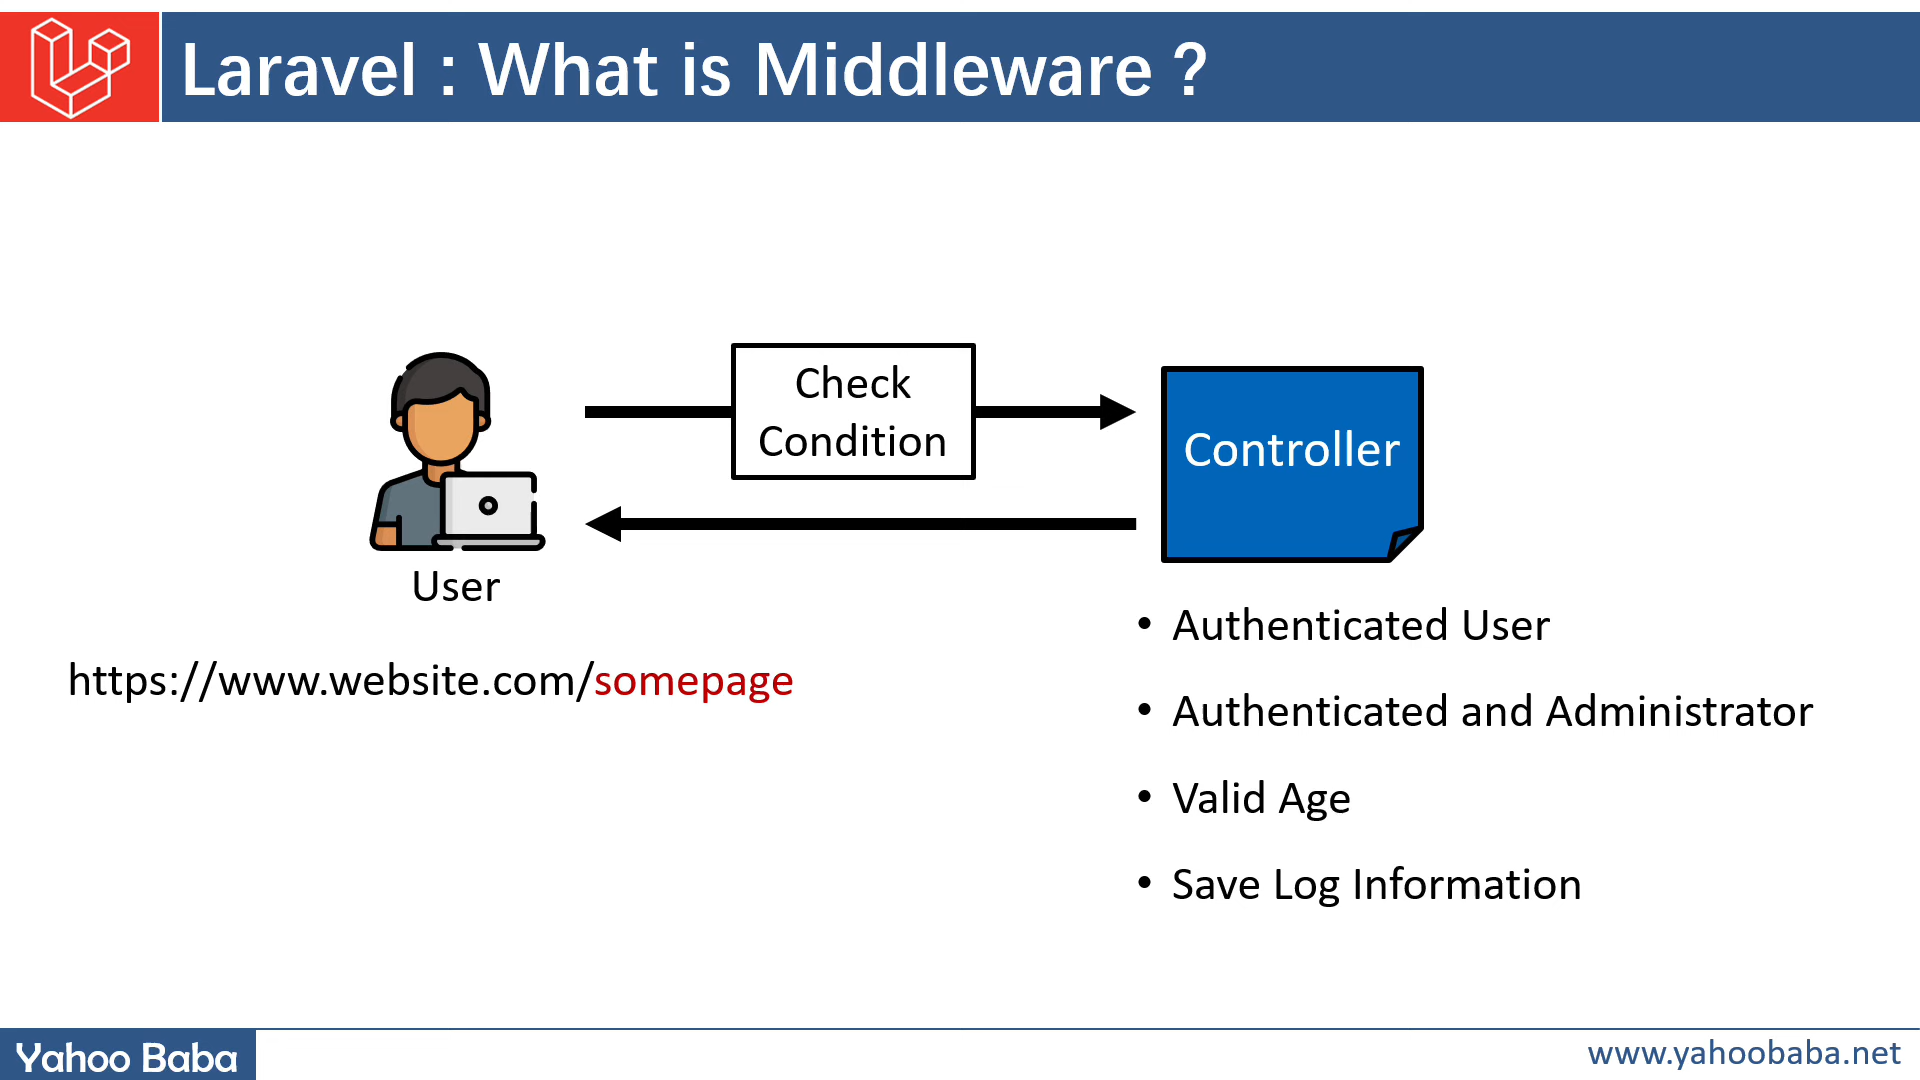 Laravel : What is Middleware ?
Check
Condition
Controller
User
https://www.website.com/somepage
• Authenticated User
• Authenticated and Administrator
• Valid Age
• Save Log Information
Yahoo Baba
www.yahoobaba.net